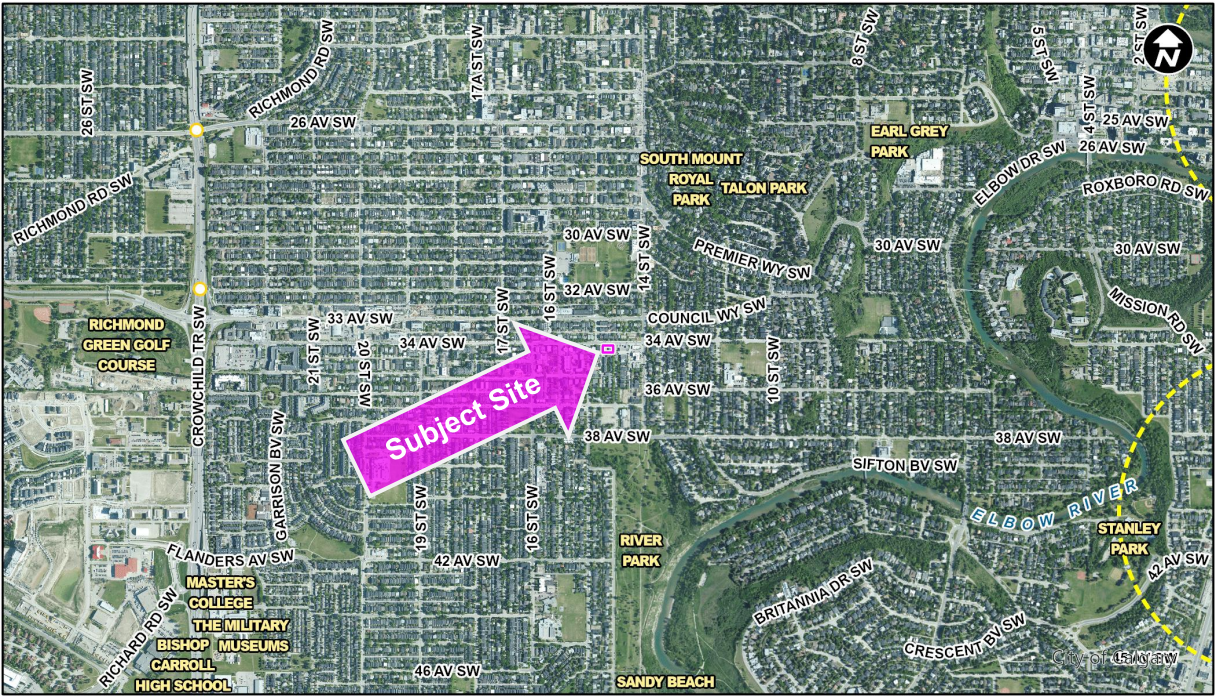 26 ST SW
RICHMOND RD SW
17A ST SW
8 ST SW
5 ST SW
2 ST SW
N
4 ST SW
26 AV SW
25 AV SW
26 AV SW
EARL GREY
PARK
ELBOW DR SW
SOUTH MOUNT
ROYAL
PARK
TALON PARK
ROXBORO RD SW
RICHMOND RD SW
30 AV SW
14 ST SW
PREMIER WY SW
30 AV SW
30 AV SW
16 ST SW
32 AV SW
MISSION RD SW
RICHMOND
GREEN GOLF
COURSE
CROWCHILD TR SW
33 AV SW
17 ST SW
COUNCIL WY SW
21 ST SW
20 ST SW
34 AV SW
34 AV SW
10 ST SW
Subject Site
36 AV SW
GARRISON BV SW
38 AV SW
38 AV SW
SIFTON BV SW
ELBOW RIVER
19 ST SW
16 ST SW
STANLEY
PARK
RIVER
PARK
FLANDERS AV SW
42 AV SW
42 AV SW
MASTER'S
COLLEGE
BRITANNIA DR SW
RICHARD RD SW
THE MILITARY
MUSEUMS
BISHOP
CARROLL
HIGH SCHOOL
CRESCENT BV SW
City of Calgary
46 AV SW
SANDY BEACH